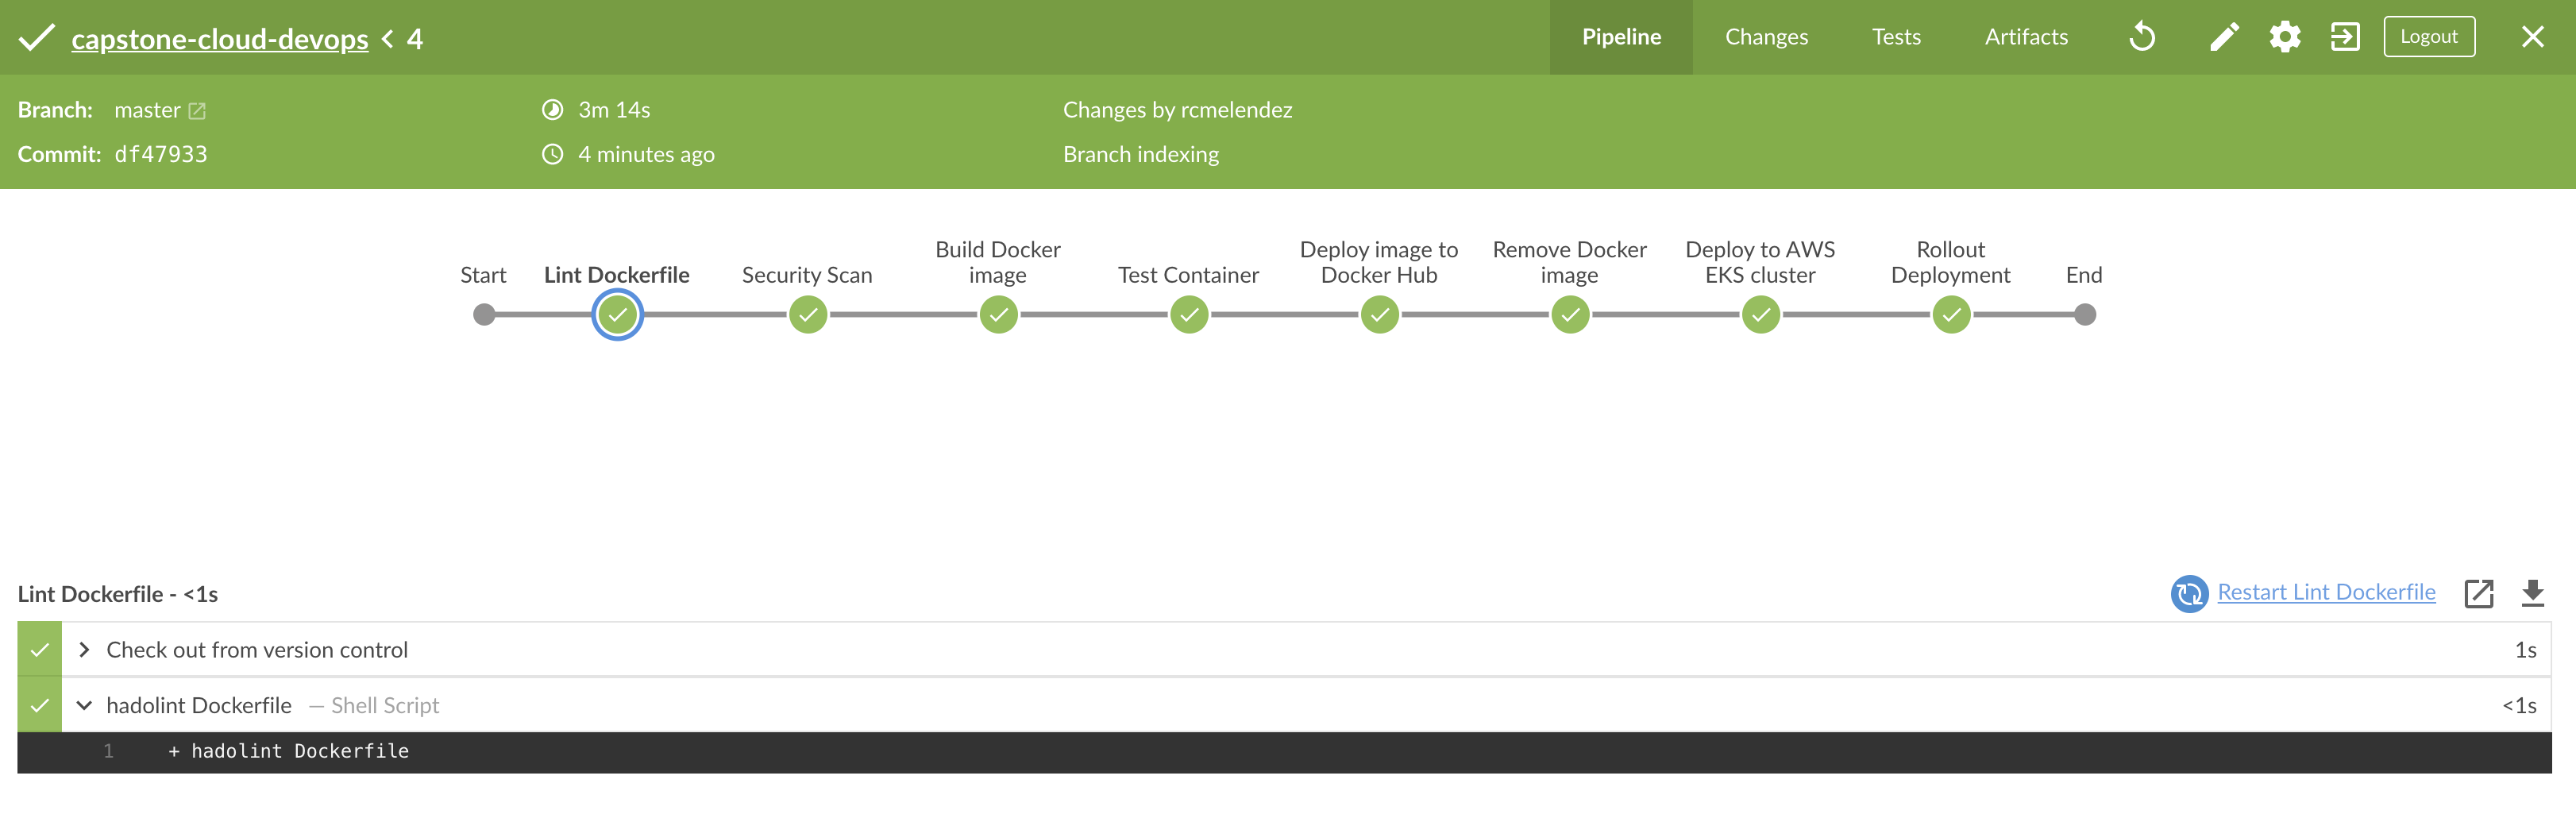 capstone-cloud-devops < 4
Pipeline Changes Tests Artifacts Logout
Branch: master 3m 14s Changes by rcmelendez
Commit: df47933 4 minutes ago Branch indexing
Start
Lint Dockerfile
Security Scan
Build Docker
image
Test Container
Deploy image to
Docker Hub
Remove Docker
image
Deploy to AWS
EKS cluster
Rollout
Deployment
End
Lint Dockerfile - <1s Restart Lint Dockerfile
Check out from version control 1s
hadolint Dockerfile — Shell Script <1s
1 + hadolint Dockerfile